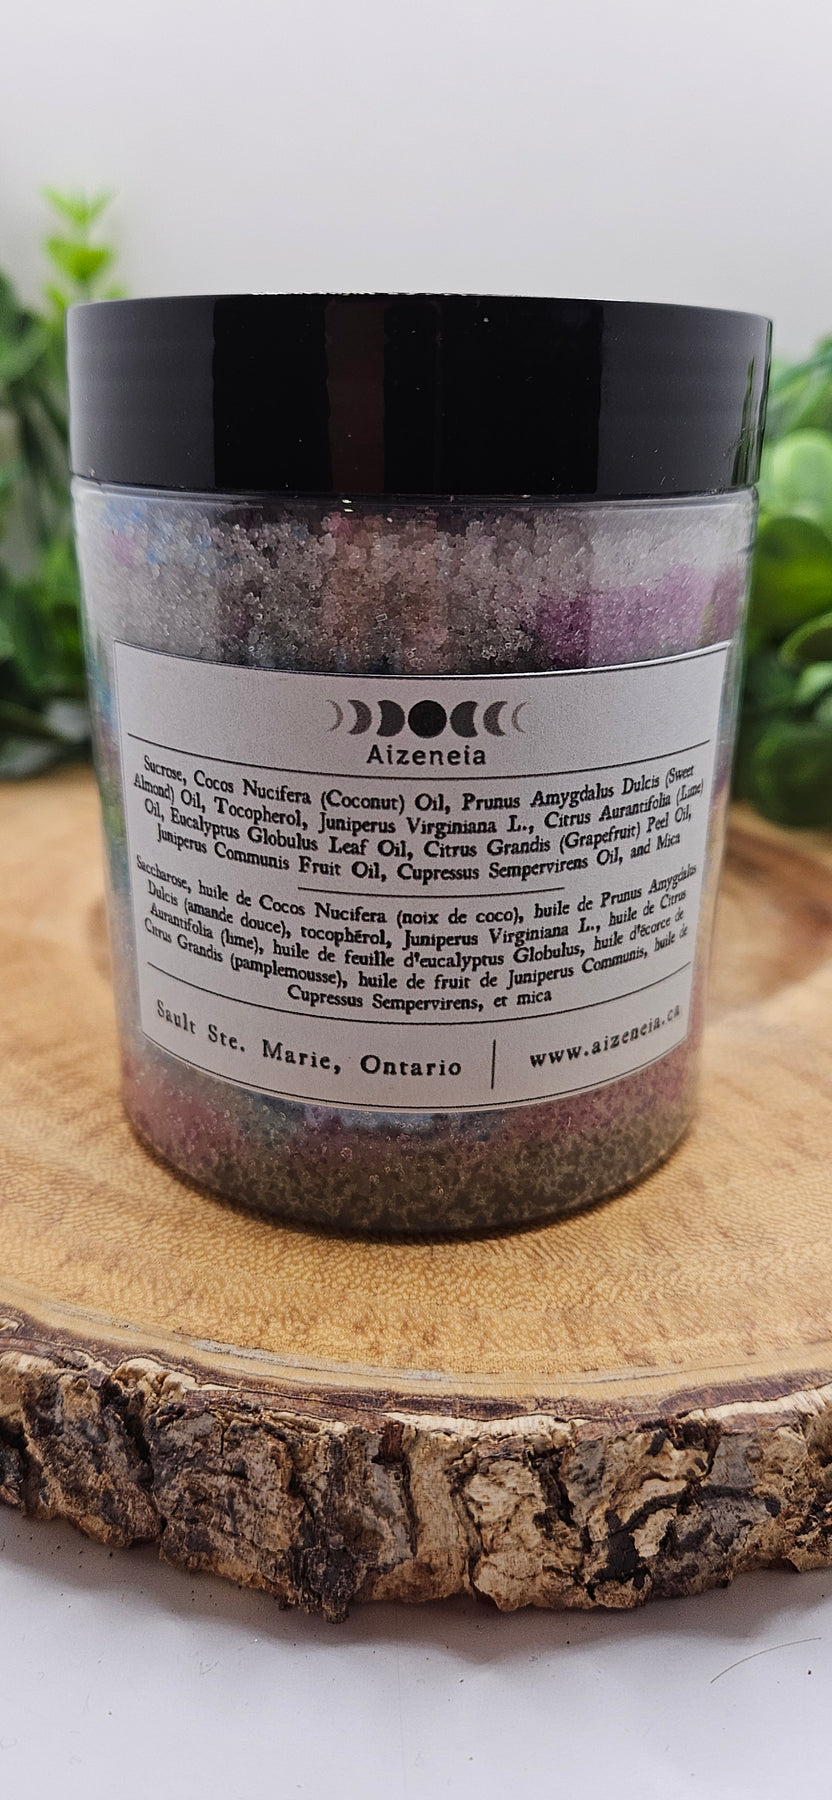 Aizeneia
Sucrose, Cocos Nucifera (Coconut) Oil, Prunus Amygdalus Dulcis (Sweet
Almond) Oil, Tocopherol, Juniperus Virginiana L., Citrus Aurantifolia (Lime)
Oil, Eucalyptus Globulus Leaf Oil, Citrus Grandis (Grapefruit) Peel Oil,
Juniperus Communis Fruit Oil, Cupressus Sempervirens Oil, and Mica
Saccharose, huile de Cocos Nucifera (noix de coco), huile de Prunus Amygdalus
Dulcis (amande douce), tocophérol, Juniperus Virginiana L., huile de Citrus
Aurantifolia (lime), huile de feuille d'eucalyptus Globulus, huile d'écorce de
Citrus Grandis (pamplemousse), huile de fruit de Juniperus Communis, huile de
Cupressus Sempervirens, et mica
Sault Ste. Marie, Ontario | www.aizeneia.ca